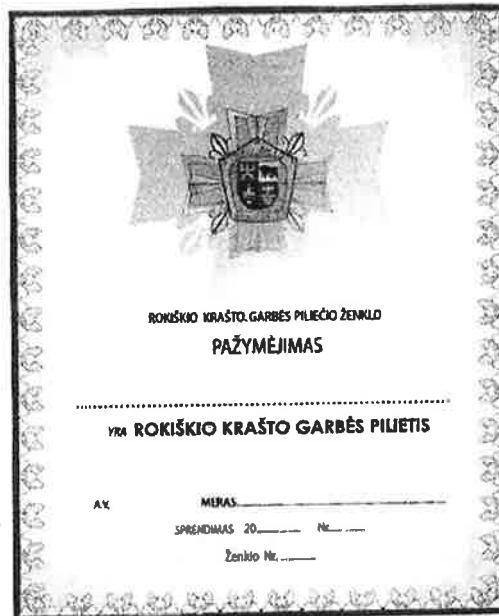 ROKIŠKIO KRAŠTO GARBĖS PILIEČIO ŽENKLO
PAŽYMĖJIMAS
YRA ROKIŠKIO KRAŠTO GARBĖS PILIETIS
A.V. MERAS
SPRENDIMAS 20 Nr.
Ženklo Nr.